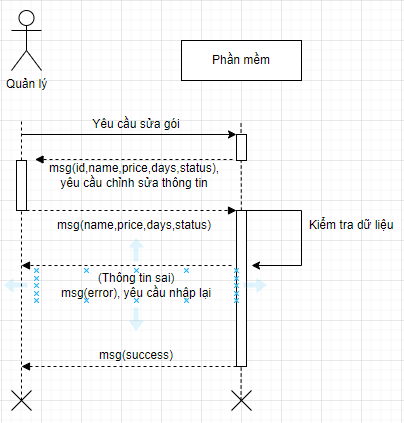 Phần mềm
Quản lý
Yêu cầu sửa gói
msg(id,name,price,days,status),
yêu cầu chỉnh sửa thông tin
msg(name,price,days,status)
Kiểm tra dữ liệu
(Thông tin sai)
msg(error), yêu cầu nhập lại
msg(success)